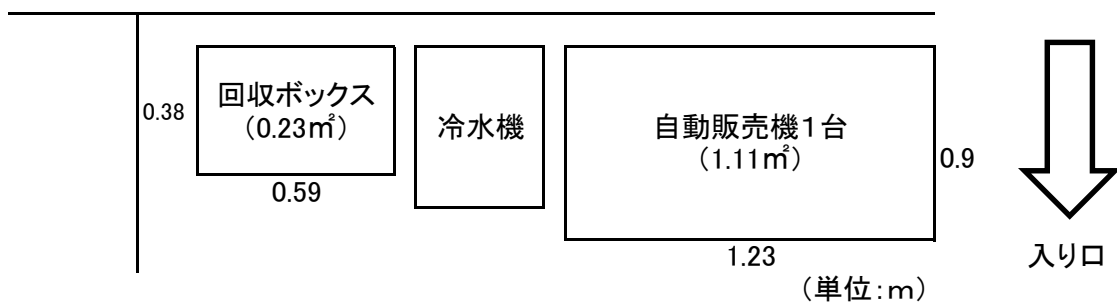 0.38
回収ボックス
（0.23㎡）
0.59
冷水機
自動販売機１台
（1.11㎡）
0.9
1.23
（単位：ｍ）
入り口